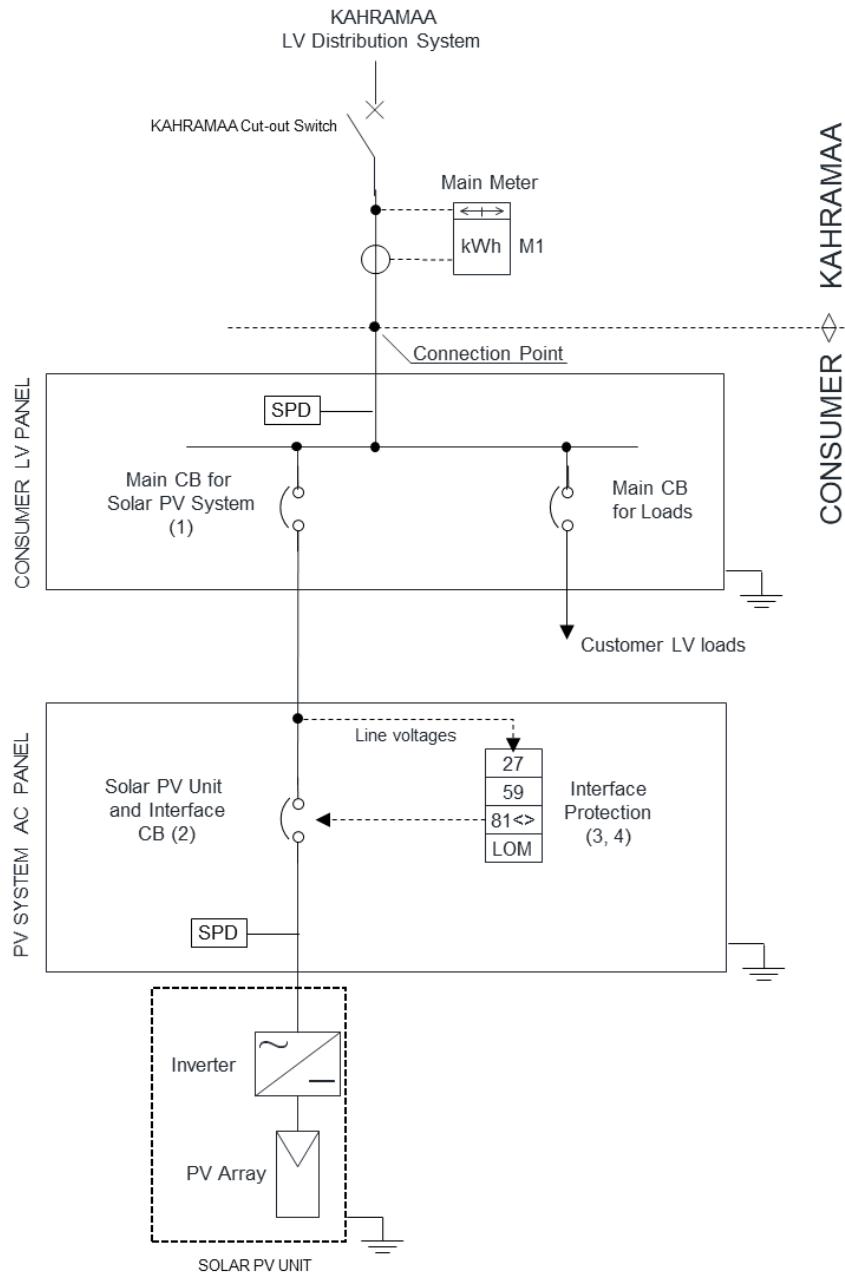 KAHRAMAA
LV Distribution System
KAHRAMAA Cut-out Switch
Main Meter
kWh
M1
KAHRAMAA
CONSUMER
Connection Point
CONSUMER LV PANEL
SPD
Main CB for
Solar PV System
(1)
Main CB
for Loads
Customer LV loads
PV SYSTEM AC PANEL
Line voltages
Solar PV Unit
and Interface
CB (2)
27
59
81<>
LOM
Interface
Protection
(3, 4)
SPD
Inverter
PV Array
SOLAR PV UNIT